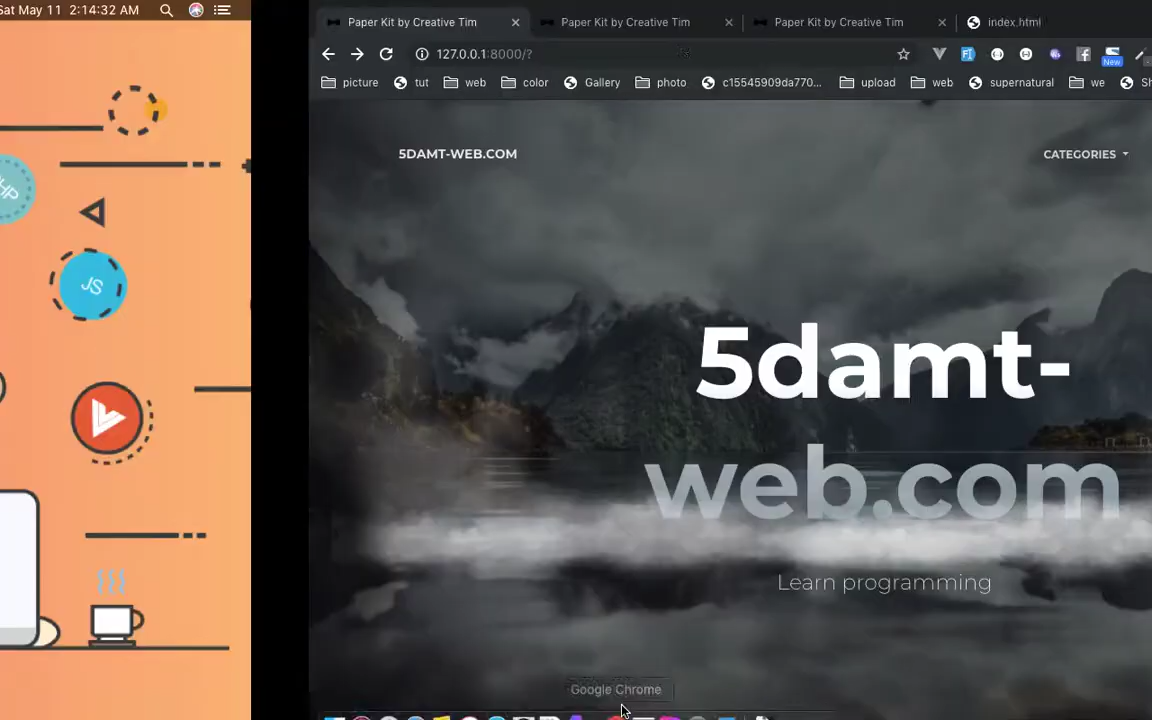 Sat May 11 2:14:32 AM
JS
Paper Kit by Creative Tim
Paper Kit by Creative Tim
Paper Kit by Creative Tim
index.html
127.0.0.1:8000/?
New
picture
tut
web
color
Gallery
photo
c15545909da770...
upload
web
supernatural
we
5DAMT-WEB.COM
CATEGORIES
5damt-
web.com
Learn programming
Google Chrome